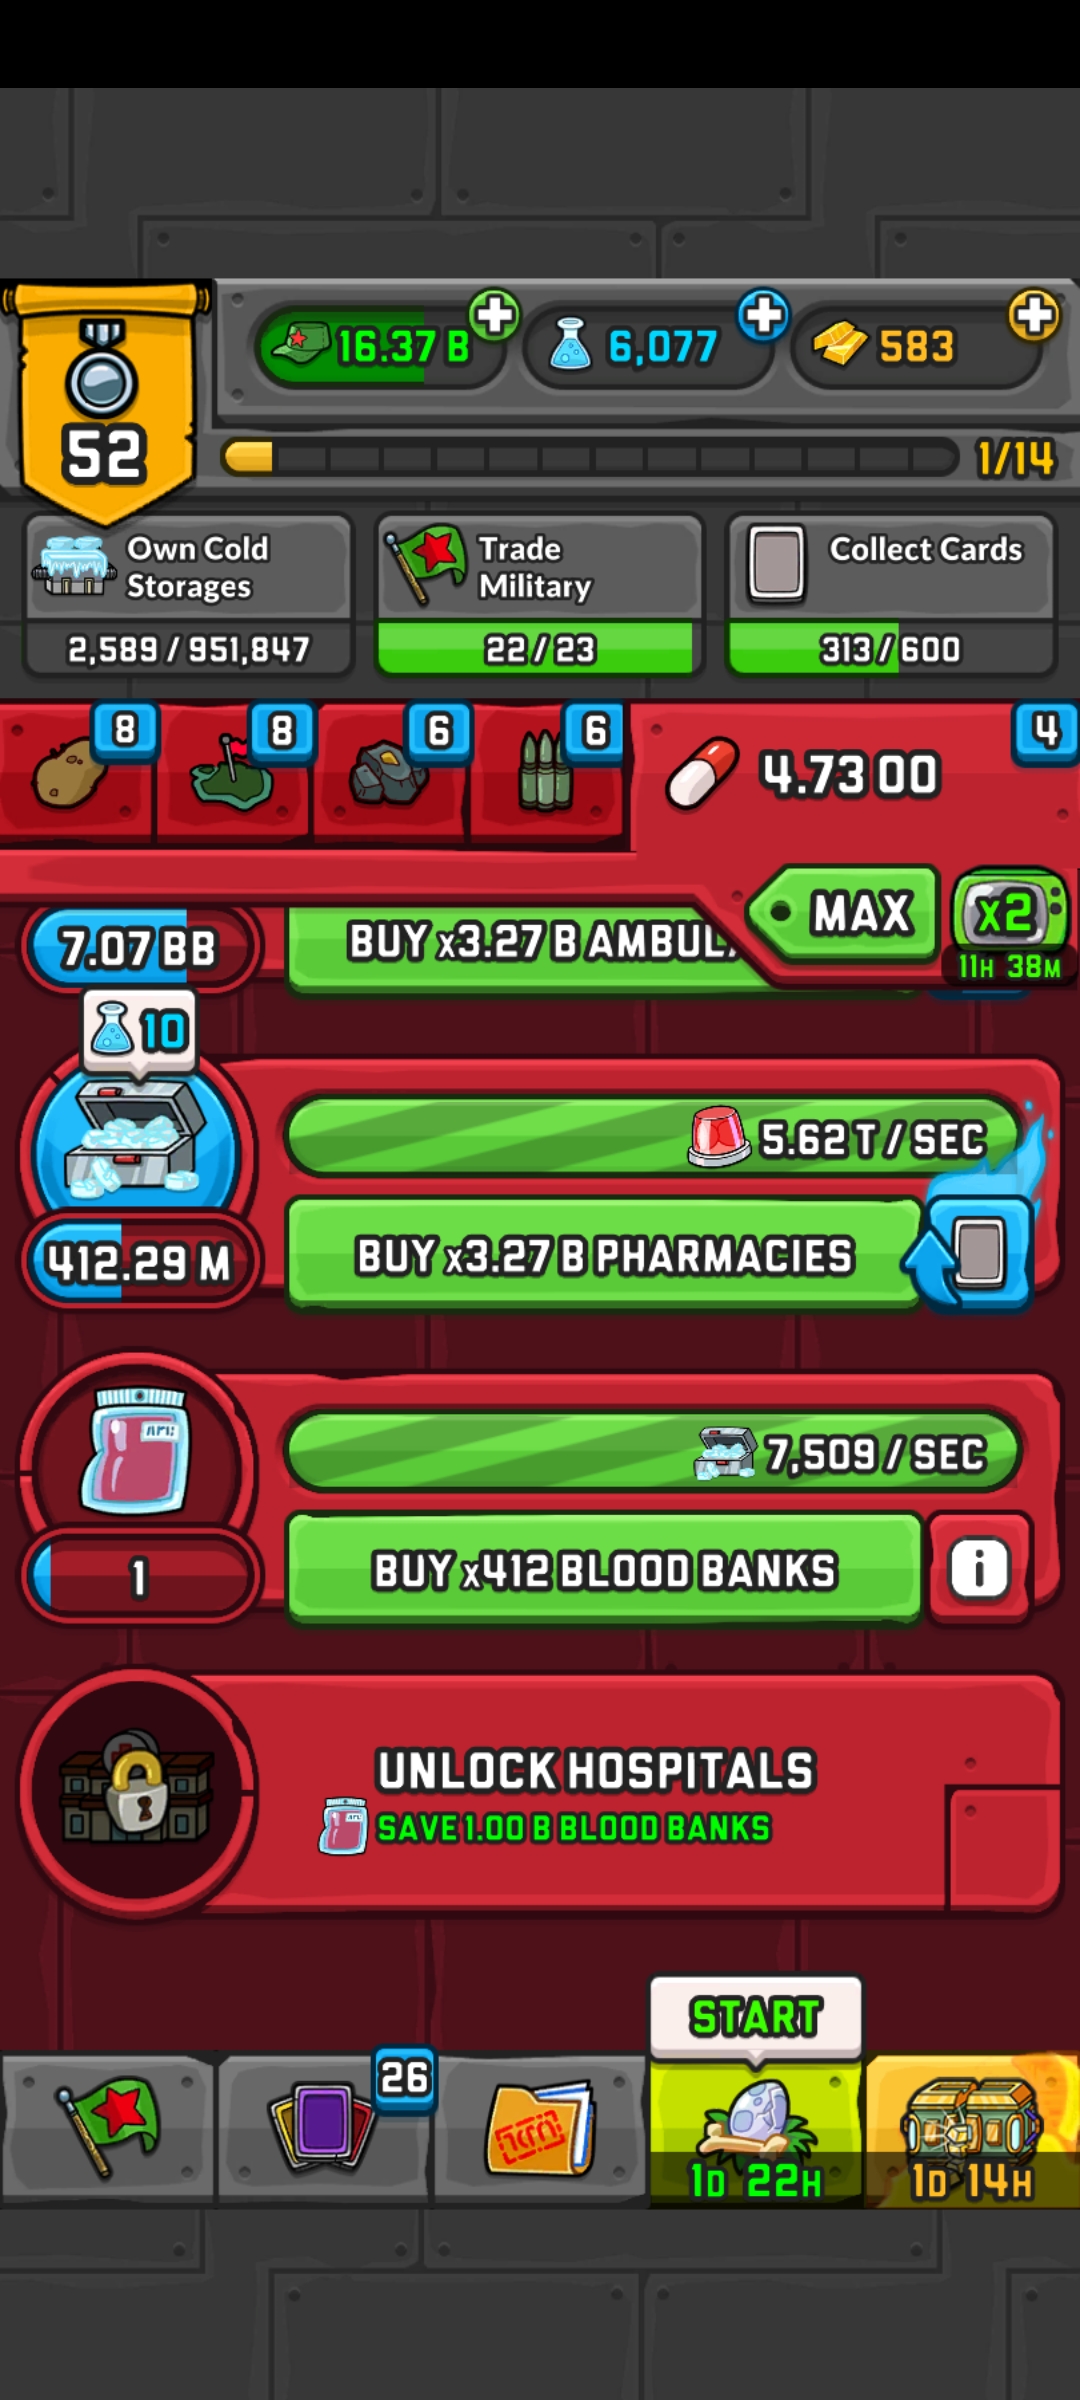 16.37 B
6,077
583
52
1/14
Own Cold
Storages
2,589 / 951,847
Trade
Military
22 / 23
Collect Cards
313 / 600
8
8
6
6
4
4.73 OO
MAX
x2
11H 38M
7.07 BB
BUY x3.27 B AMBUL
10
5.62 T / SEC
412.29 M
BUY x3.27 B PHARMACIES
7,509 / SEC
1
BUY x412 BLOOD BANKS
i
UNLOCK HOSPITALS
SAVE 1.00 B BLOOD BANKS
START
26
1D 22H
1D 14H